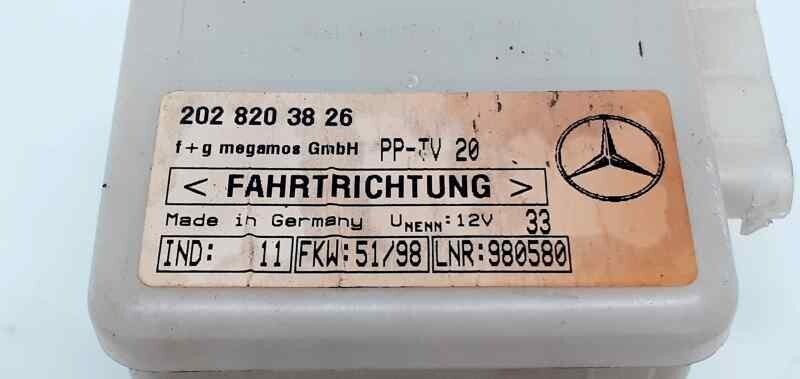 202 820 38 26
f+g megamos GmbH PP-TV 20
< FAHRTRICHTUNG >
Made in Germany UNENN:12V 33
IND: 11 FKW:51/98 LNR:980580